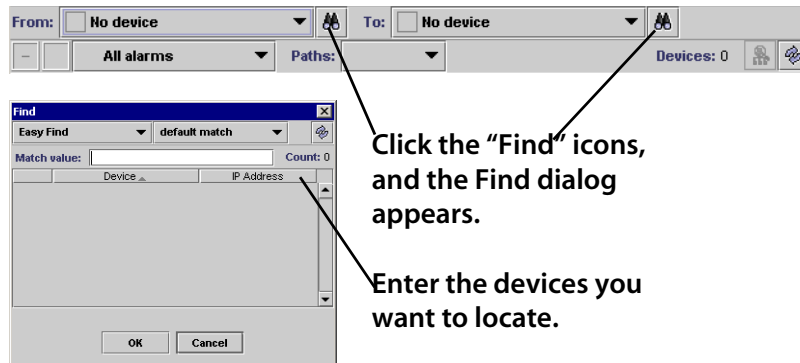 From: No device To: No device
– All alarms Paths: Devices: 0
Find
Easy Find default match
Match value: Count: 0
Device IP Address
OK Cancel
Click the “Find” icons,
and the Find dialog
appears.
Enter the devices you
want to locate.